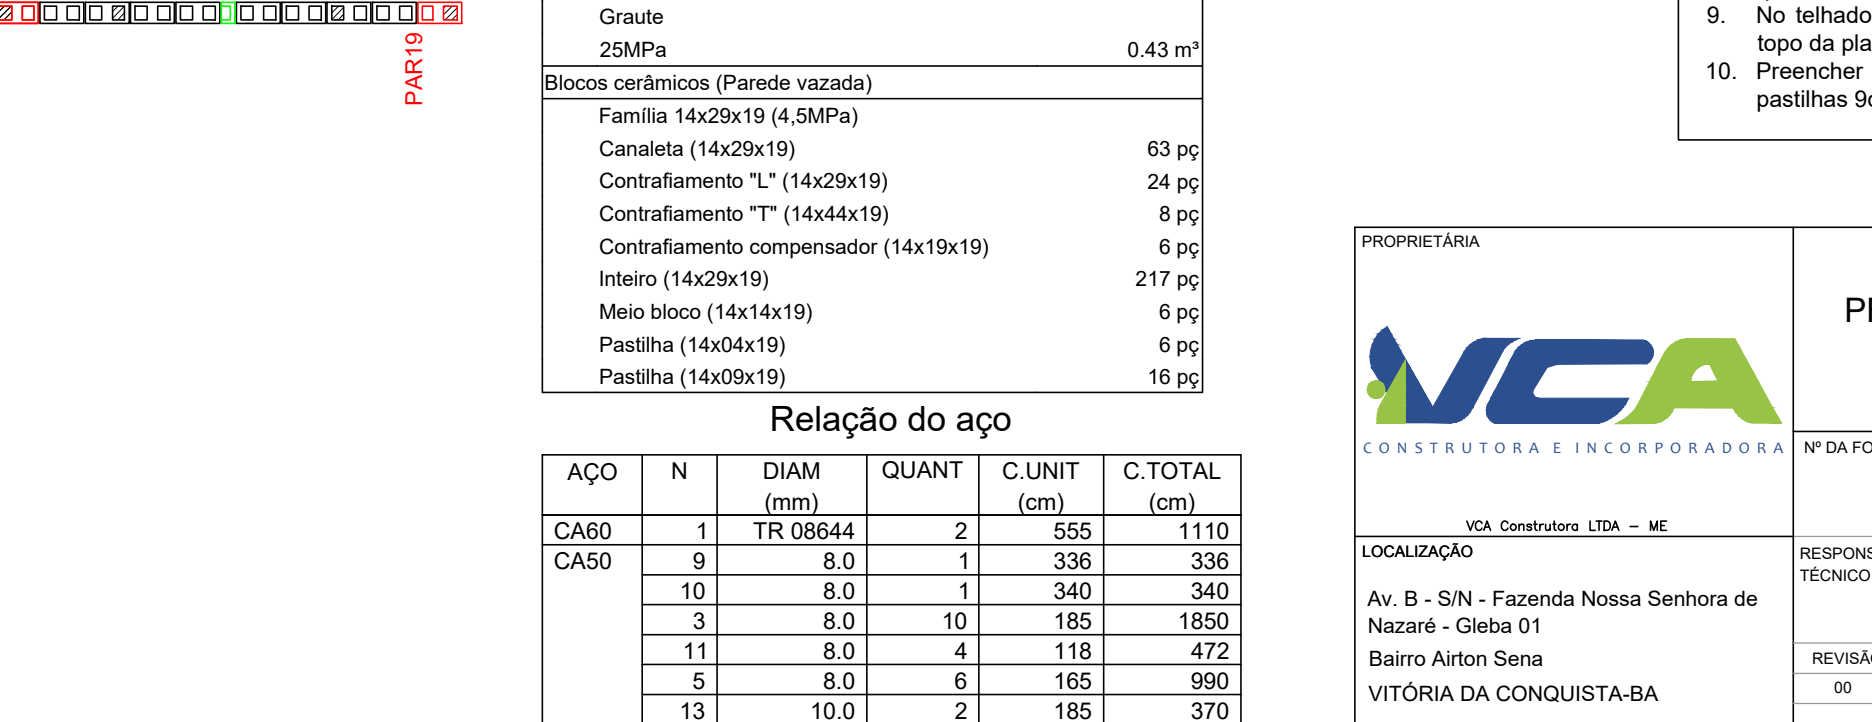 PAR19
Graute
25MPa 0.43 m³
Blocos cerâmicos (Parede vazada)
Família 14x29x19 (4,5MPa)
Canaleta (14x29x19) 63 pç
Contrafiamento "L" (14x29x19) 24 pç
Contrafiamento "T" (14x44x19) 8 pç
Contrafiamento compensador (14x19x19) 6 pç
Inteiro (14x29x19) 217 pç
Meio bloco (14x14x19) 6 pç
Pastilha (14x04x19) 6 pç
Pastilha (14x09x19) 16 pç
Relação do aço
AÇO N DIAM QUANT C.UNIT C.TOTAL
(mm) (cm) (cm)
CA60 1 TR 08644 2 555 1110
CA50 9 8.0 1 336 336
10 8.0 1 340 340
3 8.0 10 185 1850
11 8.0 4 118 472
5 8.0 6 165 990
13 10.0 2 185 370
9. No telhado
topo da pla
10. Preencher
pastilhas 9
PROPRIETÁRIA
VCA
CONSTRUTORA E INCORPORADORA
VCA Construtora LTDA – ME
LOCALIZAÇÃO
Av. B - S/N - Fazenda Nossa Senhora de
Nazaré - Gleba 01
Bairro Airton Sena
VITÓRIA DA CONQUISTA-BA
Nº DA FO
RESPONS
TÉCNICO
REVISÃ
00